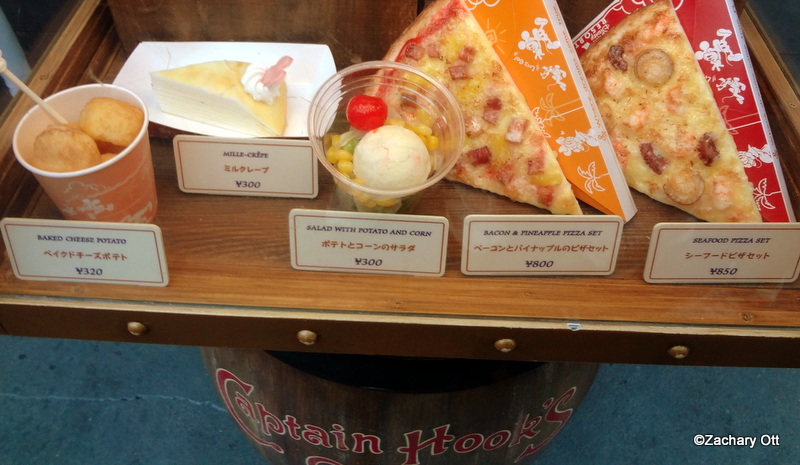 MILLE-CRÊPE
ミルクレープ
¥300
BAKED CHEESE POTATO
ベイクドチーズポテト
¥320
SALAD WITH POTATO AND CORN
ポテトとコーンのサラダ
¥300
BACON & PINEAPPLE PIZZA SET
ベーコンとパイナップルのピザセット
¥800
SEAFOOD PIZZA SET
シーフードピザセット
¥850
Captain Hook's
©Zachary Ott